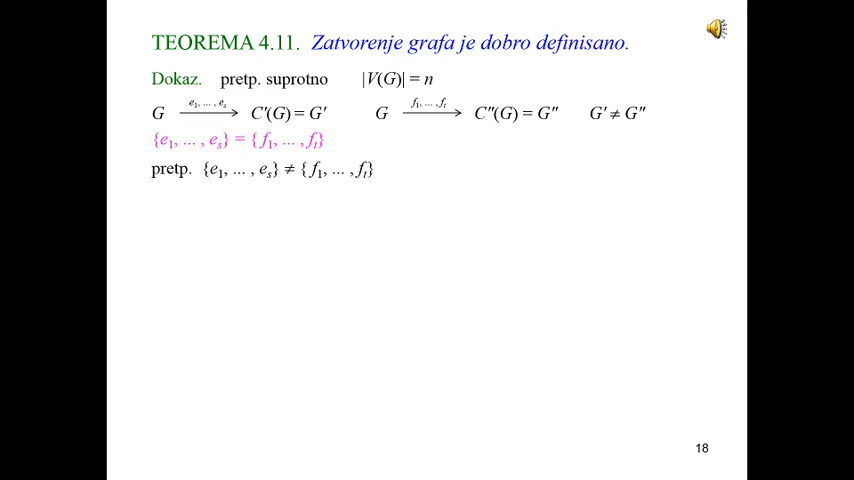 TEOREMA 4.11. Zatvorenje grafa je dobro definisano.
Dokaz. pretp. suprotno |V(G)| = n
G —e₁, ... , eₛ→ C′(G) = G′ G —f₁, ... , fₜ→ C″(G) = G″ G′ ≠ G″
{e₁, ... , eₛ} = { f₁, ... , fₜ}
pretp. {e₁, ... , eₛ} ≠ { f₁, ... , fₜ}
18